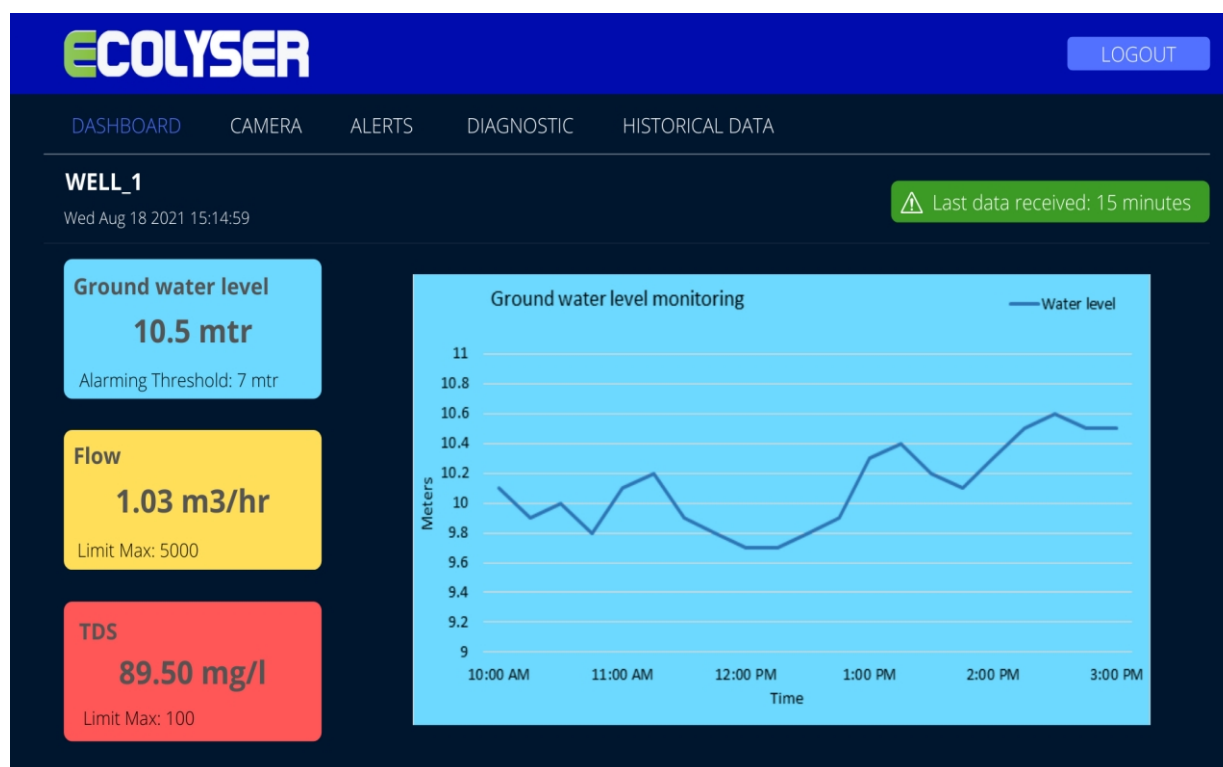 ECOLYSER
LOGOUT
DASHBOARD CAMERA ALERTS DIAGNOSTIC HISTORICAL DATA
WELL_1
Wed Aug 18 2021 15:14:59
Last data received: 15 minutes
Ground water level
10.5 mtr
Alarming Threshold: 7 mtr
Flow
1.03 m3/hr
Limit Max: 5000
TDS
89.50 mg/l
Limit Max: 100
Ground water level monitoring
Water level
11
10.8
10.6
10.4
10.2
10
9.8
9.6
9.4
9.2
9
Meters
10:00 AM 11:00 AM 12:00 PM 1:00 PM 2:00 PM 3:00 PM
Time